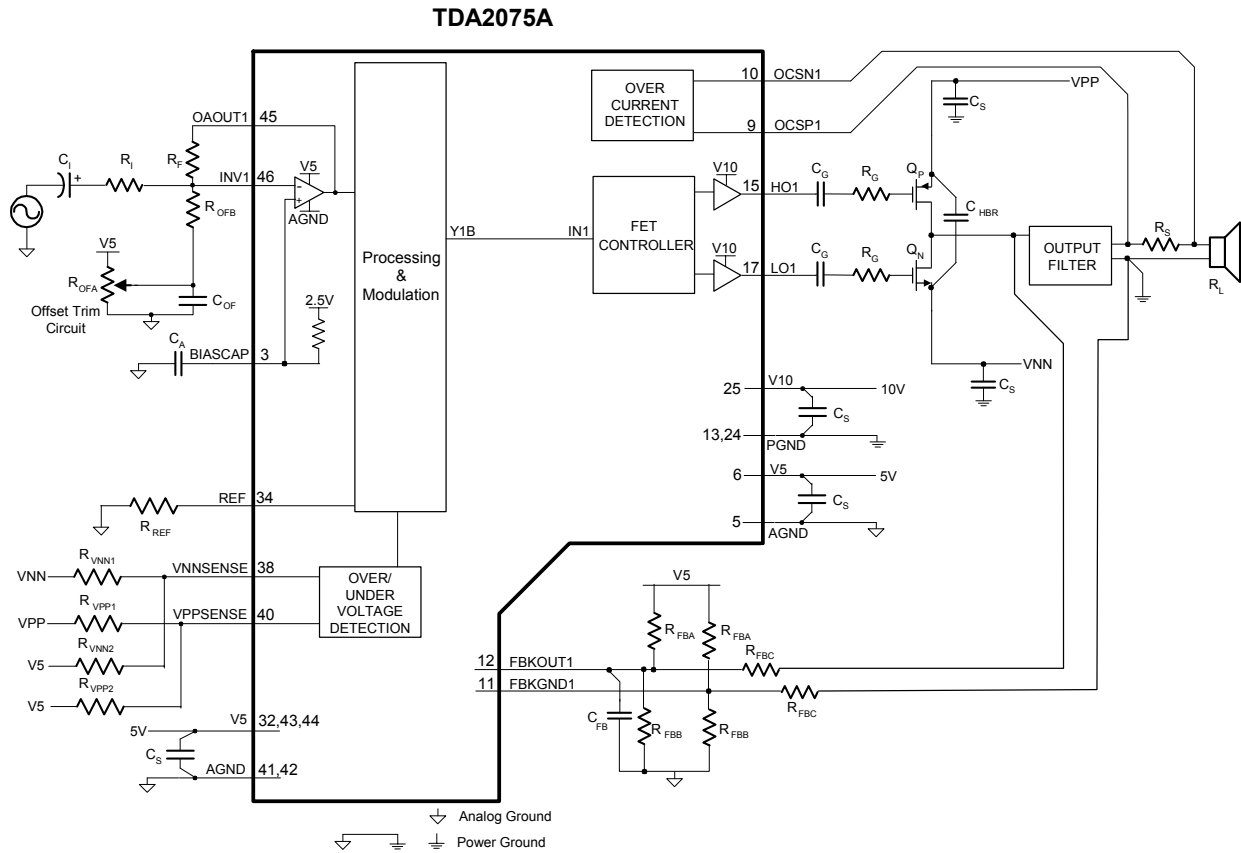 TDA2075A
10 OCSN1
OVER
CURRENT
DETECTION
9 OCSP1
VPP
C_S
OAOUT1 45
C_I
+
R_I
R_F
INV1 46
V5
-
+
AGND
R_OFB
V5
R_OFA
C_OF
Offset Trim
Circuit
Processing
&
Modulation
Y1B
IN1
FET
CONTROLLER
V10
15 HO1
C_G
R_G
Q_P
C_HBR
V10
17 LO1
C_G
R_G
Q_N
OUTPUT
FILTER
R_S
R_L
2.5V
C_A
BIASCAP 3
VNN
C_S
25 V10
10V
C_S
13,24
PGND
6 V5
5V
C_S
5
AGND
REF 34
R_REF
R_VNN1
VNN
VNNSENSE 38
R_VPP1
VPP
VPPSENSE 40
OVER/
UNDER
VOLTAGE
DETECTION
R_VNN2
V5
R_VPP2
V5
V5
R_FBA
R_FBA
R_FBC
12 FBKOUT1
11 FBKGND1
R_FBC
C_FB
R_FBB
R_FBB
5V
V5 32,43,44
C_S
AGND 41,42
Analog Ground
Power Ground